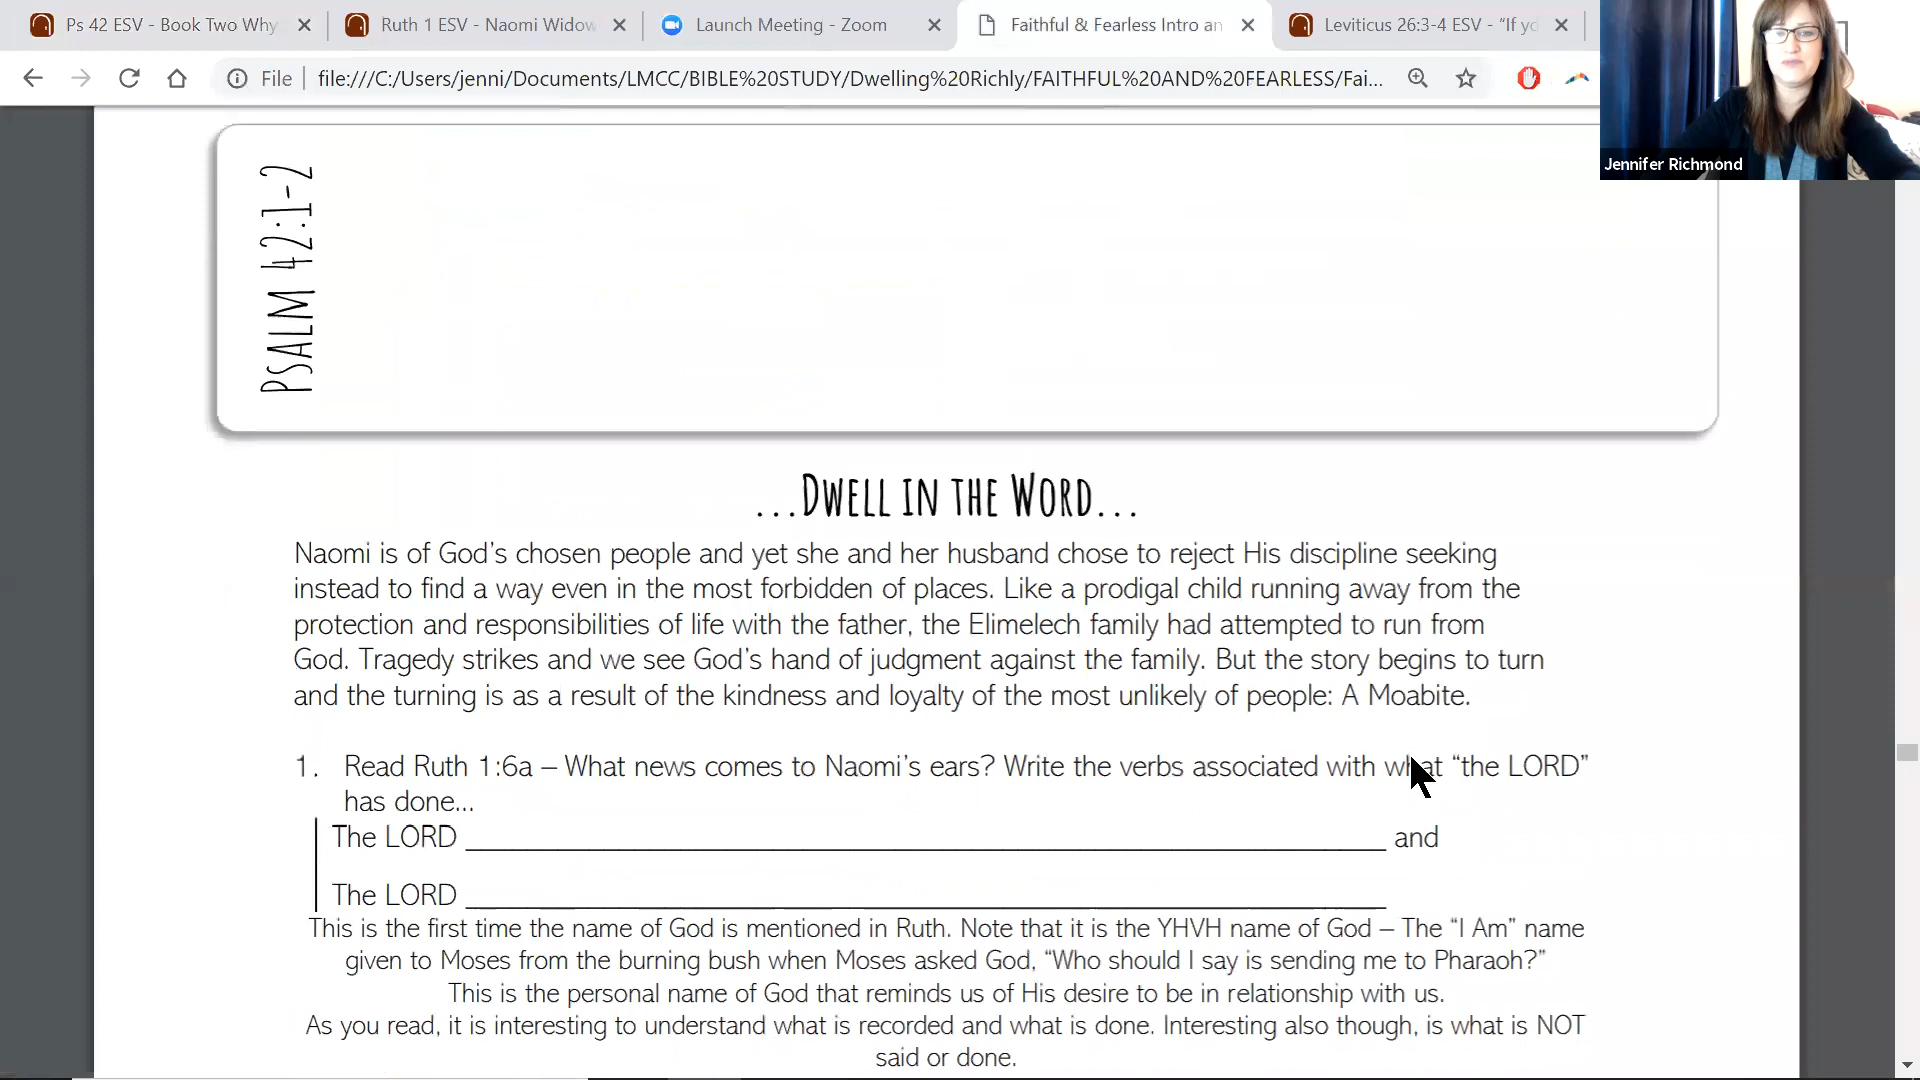 Ps 42 ESV - Book Two Why
Ruth 1 ESV - Naomi Widow
Launch Meeting - Zoom
Faithful & Fearless Intro an
Leviticus 26:3-4 ESV - “If yo
File
file:///C:/Users/jenni/Documents/LMCC/BIBLE%20STUDY/Dwelling%20Richly/FAITHFUL%20AND%20FEARLESS/Fai...
Jennifer Richmond
PSALM 42:1-2
...DWELL IN THE WORD...
Naomi is of God’s chosen people and yet she and her husband chose to reject His discipline seeking
instead to find a way even in the most forbidden of places. Like a prodigal child running away from the
protection and responsibilities of life with the father, the Elimelech family had attempted to run from
God. Tragedy strikes and we see God’s hand of judgment against the family. But the story begins to turn
and the turning is as a result of the kindness and loyalty of the most unlikely of people: A Moabite.
1. Read Ruth 1:6a – What news comes to Naomi’s ears? Write the verbs associated with what “the LORD”
has done...
The LORD ______________________________ and
The LORD ______________________________
This is the first time the name of God is mentioned in Ruth. Note that it is the YHVH name of God – The “I Am” name
given to Moses from the burning bush when Moses asked God, “Who should I say is sending me to Pharaoh?”
This is the personal name of God that reminds us of His desire to be in relationship with us.
As you read, it is interesting to understand what is recorded and what is done. Interesting also though, is what is NOT
said or done.